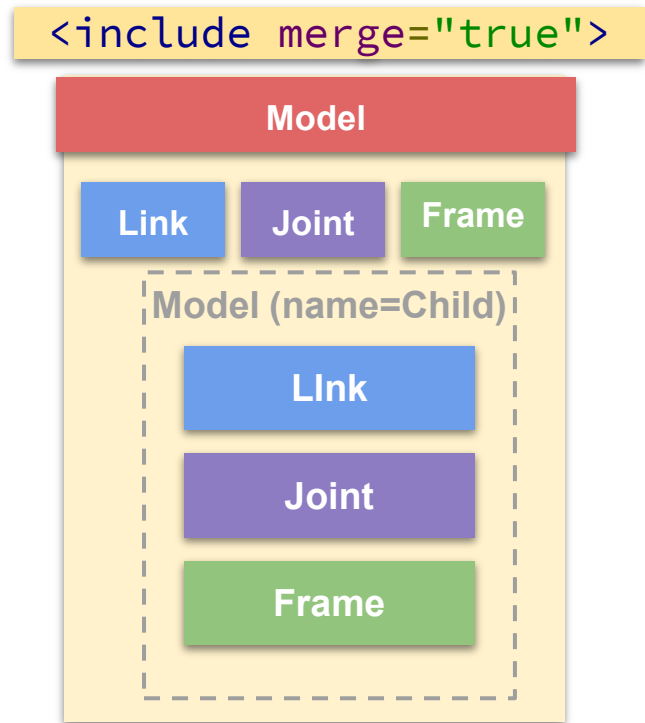 <include merge="true">
Model
Link Joint Frame
Model (name=Child)
LInk
Joint
Frame